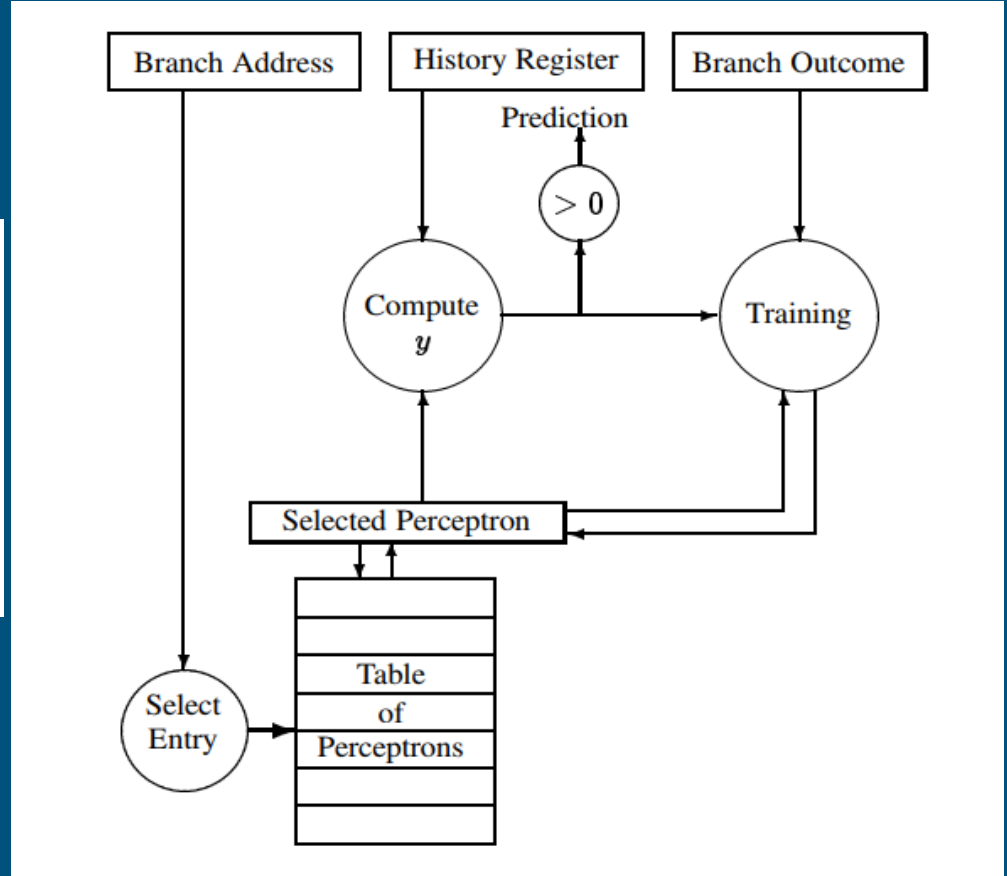 Branch Address
History Register
Branch Outcome
Prediction
> 0
Compute
y
Training
Selected Perceptron
Table
of
Perceptrons
Select
Entry